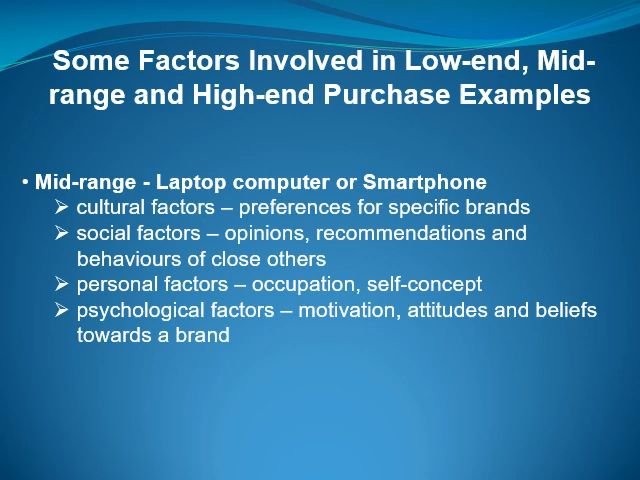 Some Factors Involved in Low-end, Mid-
range and High-end Purchase Examples
• Mid-range - Laptop computer or Smartphone
➢ cultural factors – preferences for specific brands
➢ social factors – opinions, recommendations and
behaviours of close others
➢ personal factors – occupation, self-concept
➢ psychological factors – motivation, attitudes and beliefs
towards a brand